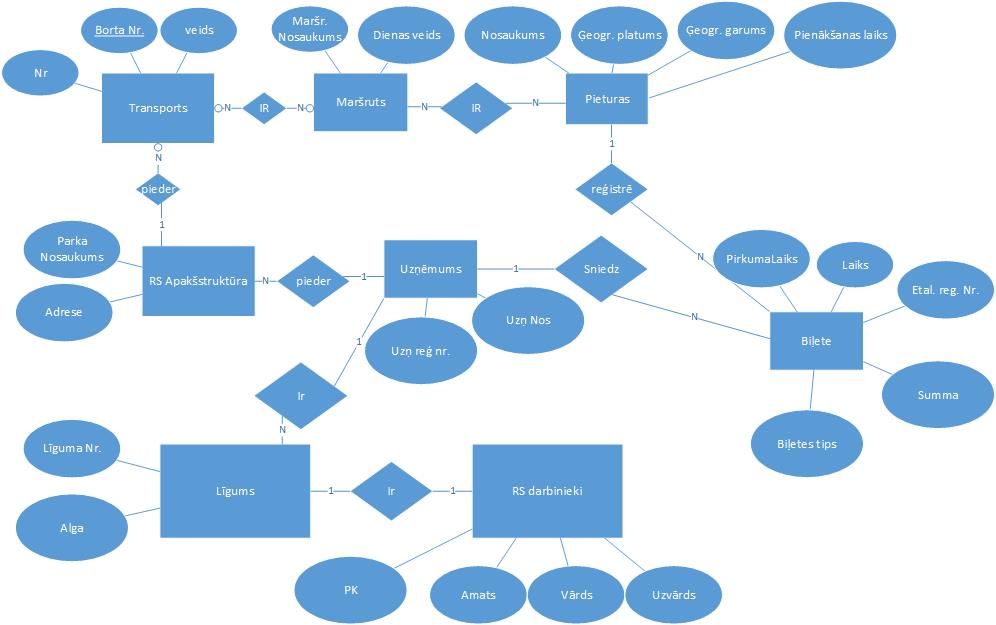 Borta Nr.
veids
Maršr.
Nosaukums
Dienas veids
Nosaukums
Ģeogr. platums
Ģeogr. garums
Pienākšanas laiks
Nr
Transports
N
IR
N
Maršruts
N
IR
N
Pieturas
N
1
pieder
reģistrē
1
Parka
Nosaukums
RS Apakšstruktūra
N
pieder
1
Uzņēmums
1
Sniedz
N
PirkumaLaiks
Laiks
Etal. reg. Nr.
Adrese
Uzņ Nos
N
Uzņ reģ nr.
1
Biļete
Ir
Summa
N
Līguma Nr.
Biļetes tips
Līgums
1
Ir
1
RS darbinieki
Alga
PK
Amats
Vārds
Uzvārds